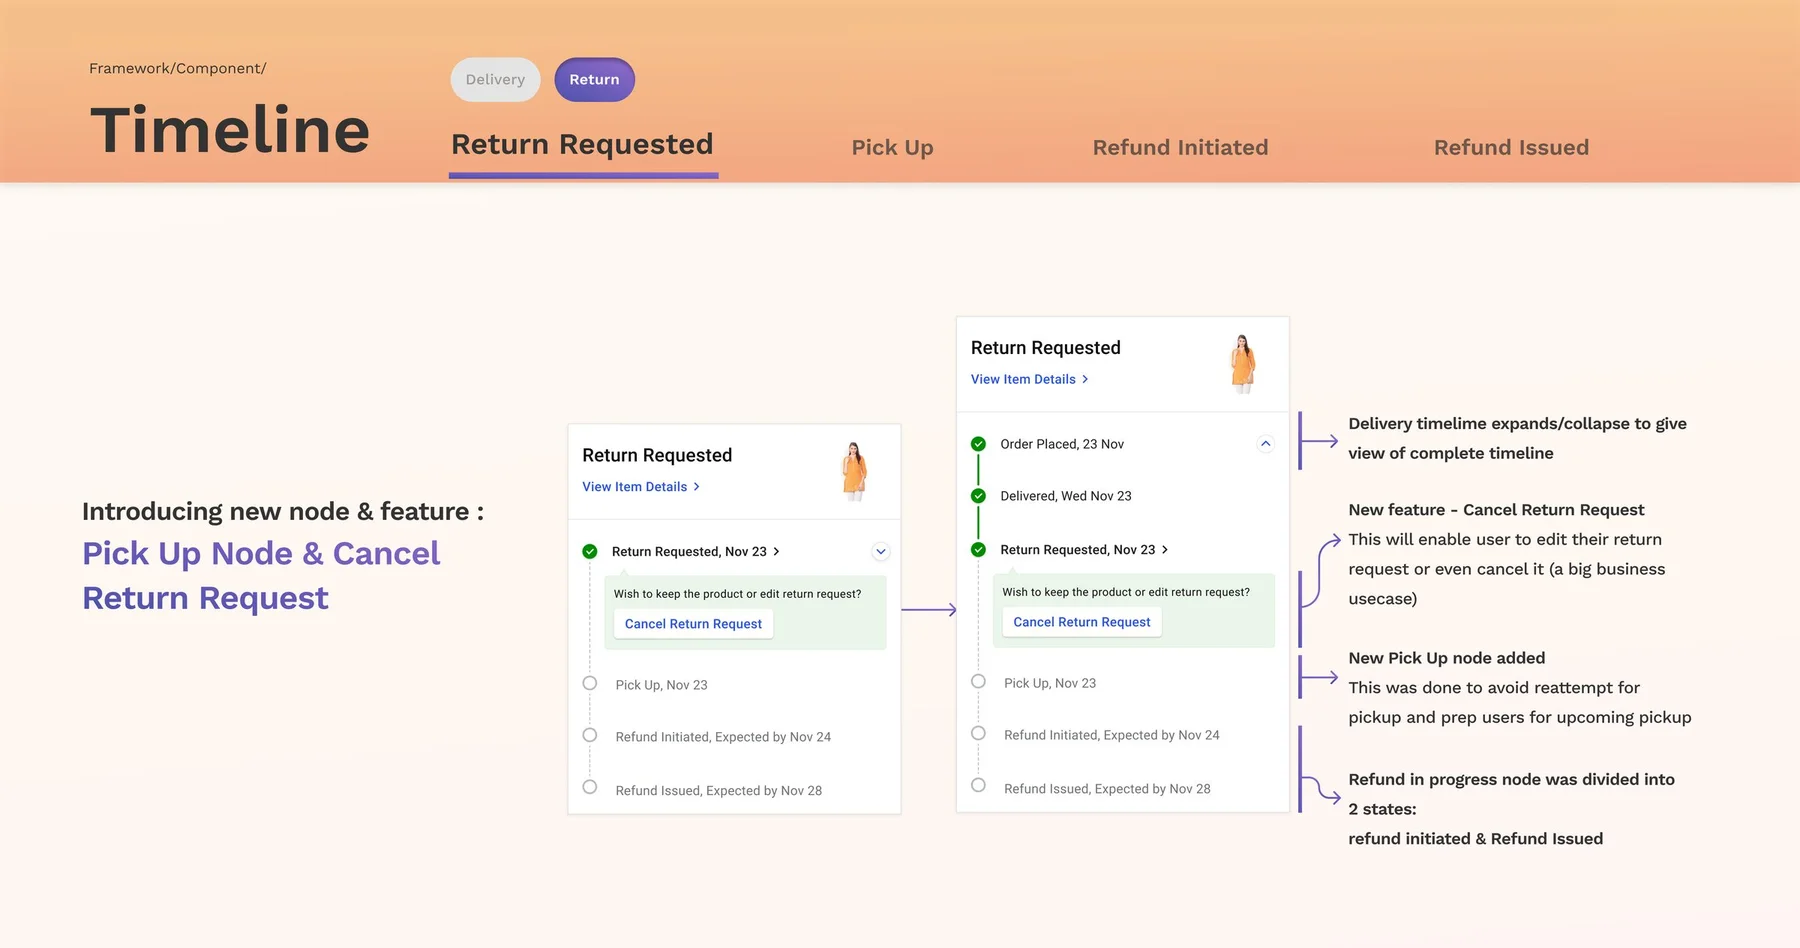 Framework/Component/
Timeline
Delivery
Return
Return Requested
Pick Up
Refund Initiated
Refund Issued
Introducing new node & feature :
Pick Up Node & Cancel
Return Request
Return Requested
View Item Details
Return Requested, Nov 23
Wish to keep the product or edit return request?
Cancel Return Request
Pick Up, Nov 23
Refund Initiated, Expected by Nov 24
Refund Issued, Expected by Nov 28
Return Requested
View Item Details
Order Placed, 23 Nov
Delivered, Wed Nov 23
Return Requested, Nov 23
Wish to keep the product or edit return request?
Cancel Return Request
Pick Up, Nov 23
Refund Initiated, Expected by Nov 24
Refund Issued, Expected by Nov 28
Delivery timelime expands/collapse to give
view of complete timeline
New feature - Cancel Return Request
This will enable user to edit their return
request or even cancel it (a big business
usecase)
New Pick Up node added
This was done to avoid reattempt for
pickup and prep users for upcoming pickup
Refund in progress node was divided into
2 states:
refund initiated & Refund Issued